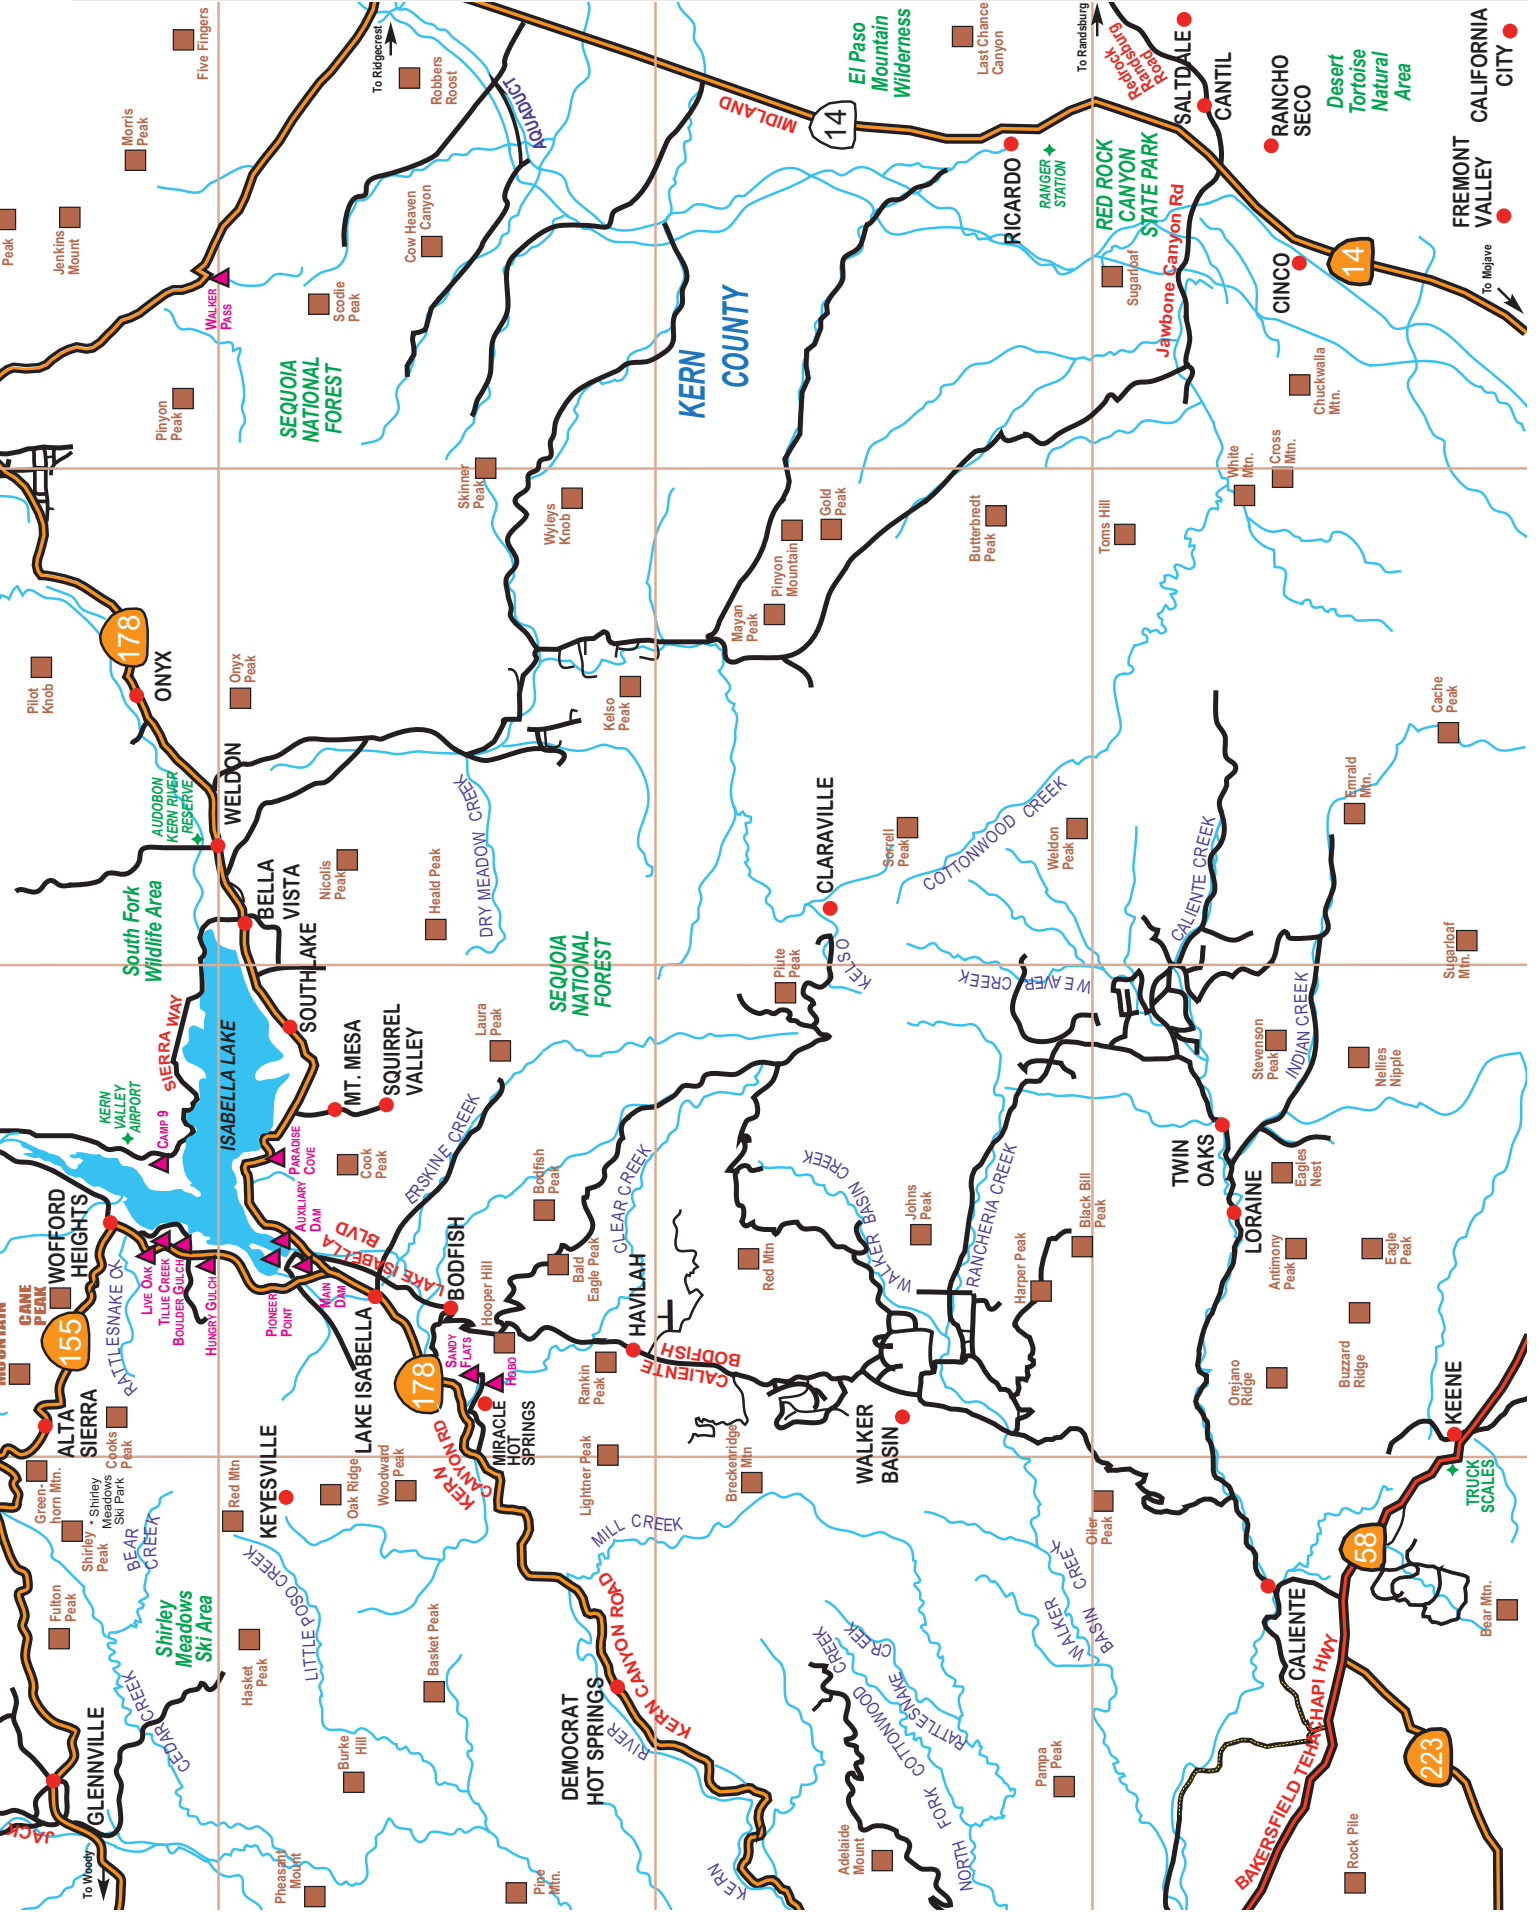 Five Fingers
Morris
Peak
Peak
Jenkins
Mount
To Ridgecrest
Robbers
Roost
AQUADUCT
Cow Heaven
Canyon
Scodie
Peak
WALKER
PASS
Pinyon
Peak
SEQUOIA
NATIONAL
FOREST
KERN
COUNTY
MIDLAND
14
El Paso
Mountain
Wilderness
Last Chance
Canyon
To Randsburg
Redrock
Randsburg
Road
SALTDALE
CANTIL
RANCHO
SECO
Desert
Tortoise
Natural
Area
CALIFORNIA
CITY
FREMONT
VALLEY
RICARDO
RANGER
STATION
RED ROCK
CANYON
STATE PARK
Jawbone Canyon Rd
Sugarloaf
CINCO
14
To Mojave
Chuckwalla
Mtn.
Cross
Mtn.
White
Mtn.
Skinner
Peak
Wyleys
Knob
Gold
Peak
Pinyon
Mountain
Mayan
Peak
Butterbredt
Peak
Toms Hill
178
Pilot
Knob
ONYX
Onyx
Peak
Kelso
Peak
Cache
Peak
AUDOBON
KERN RIVER
RESERVE
WELDON
DRY MEADOW CREEK
CLARAVILLE
Sorrell
Peak
COTTONWOOD CREEK
Weldon
Peak
CALIENTE CREEK
Emrald
Mtn.
South Fork
Wildlife Area
BELLA
VISTA
Nicolls
Peak
Heald Peak
SOUTHLAKE
SEQUOIA
NATIONAL
FOREST
Piute
Peak
KELSO
WEAVER CREEK
Sugarloaf
Mtn.
SIERRA WAY
ISABELLA LAKE
MT. MESA
SQUIRREL
VALLEY
Laura
Peak
Stevenson
Peak
INDIAN CREEK
Nellies
Nipple
KERN
VALLEY
AIRPORT
CAMP 9
PARADISE
COVE
Cook
Peak
ERSKINE CREEK
Bodfish
Peak
CLEAR CREEK
WALKER BASIN CREEK
Johns
Peak
RANCHERIA CREEK
Black Bill
Peak
TWIN
OAKS
Eagles
Nest
LORAINE
WOFFORD
HEIGHTS
AUXILIARY
DAM
LAKE ISABELLA BLVD
BODFISH
Bald
Eagle Peak
HAVILAH
Red Mtn
Harper Peak
Antimony
Peak
Eagle
Peak
CANE
PEAK
155
RATTLESNAKE CK
LIVE OAK
TILLIE CREEK
BOULDER GULCH
HUNGRY GULCH
PIONEER
POINT
MAIN
DAM
Hooper Hill
SANDY
FLATS
HOBO
Rankin
Peak
CALIENTE BODFISH
Orejano
Ridge
Buzzard
Ridge
KEENE
ALTA
SIERRA
Cooks
Peak
LAKE ISABELLA
178
MIRACLE
HOT
SPRINGS
WALKER
BASIN
Green-
horn Mtn.
* Shirley
Meadows
Ski Park
Shirley
Peak
BEAR
CREEK
Red Mtn
KEYESVILLE
Oak Ridge
Woodward
Peak
KERN
CANYON RD
Lightner Peak
Breckenridge
Mtn
Oiler
Peak
TRUCK
SCALES
58
Fulton
Peak
Shirley
Meadows
Ski Area
Hasket
Peak
LITTLE POSO CREEK
Basket Peak
MILL CREEK
KERN CANYON ROAD
WALKER
BASIN CREEK
CALIENTE
Bear Mtn.
GLENNVILLE
CEDAR CREEK
Burke
Hill
DEMOCRAT
HOT SPRINGS
RIVER
COTTONWOOD CREEK
RATTLESNAKE CREEK
NORTH FORK
Pampa
Peak
BAKERSFIELD TEHACHAPI HWY
223
JACK
To Woody
Pheasant
Mount
Pine
Mtn.
KERN
Adelaide
Mount
Rock Pile